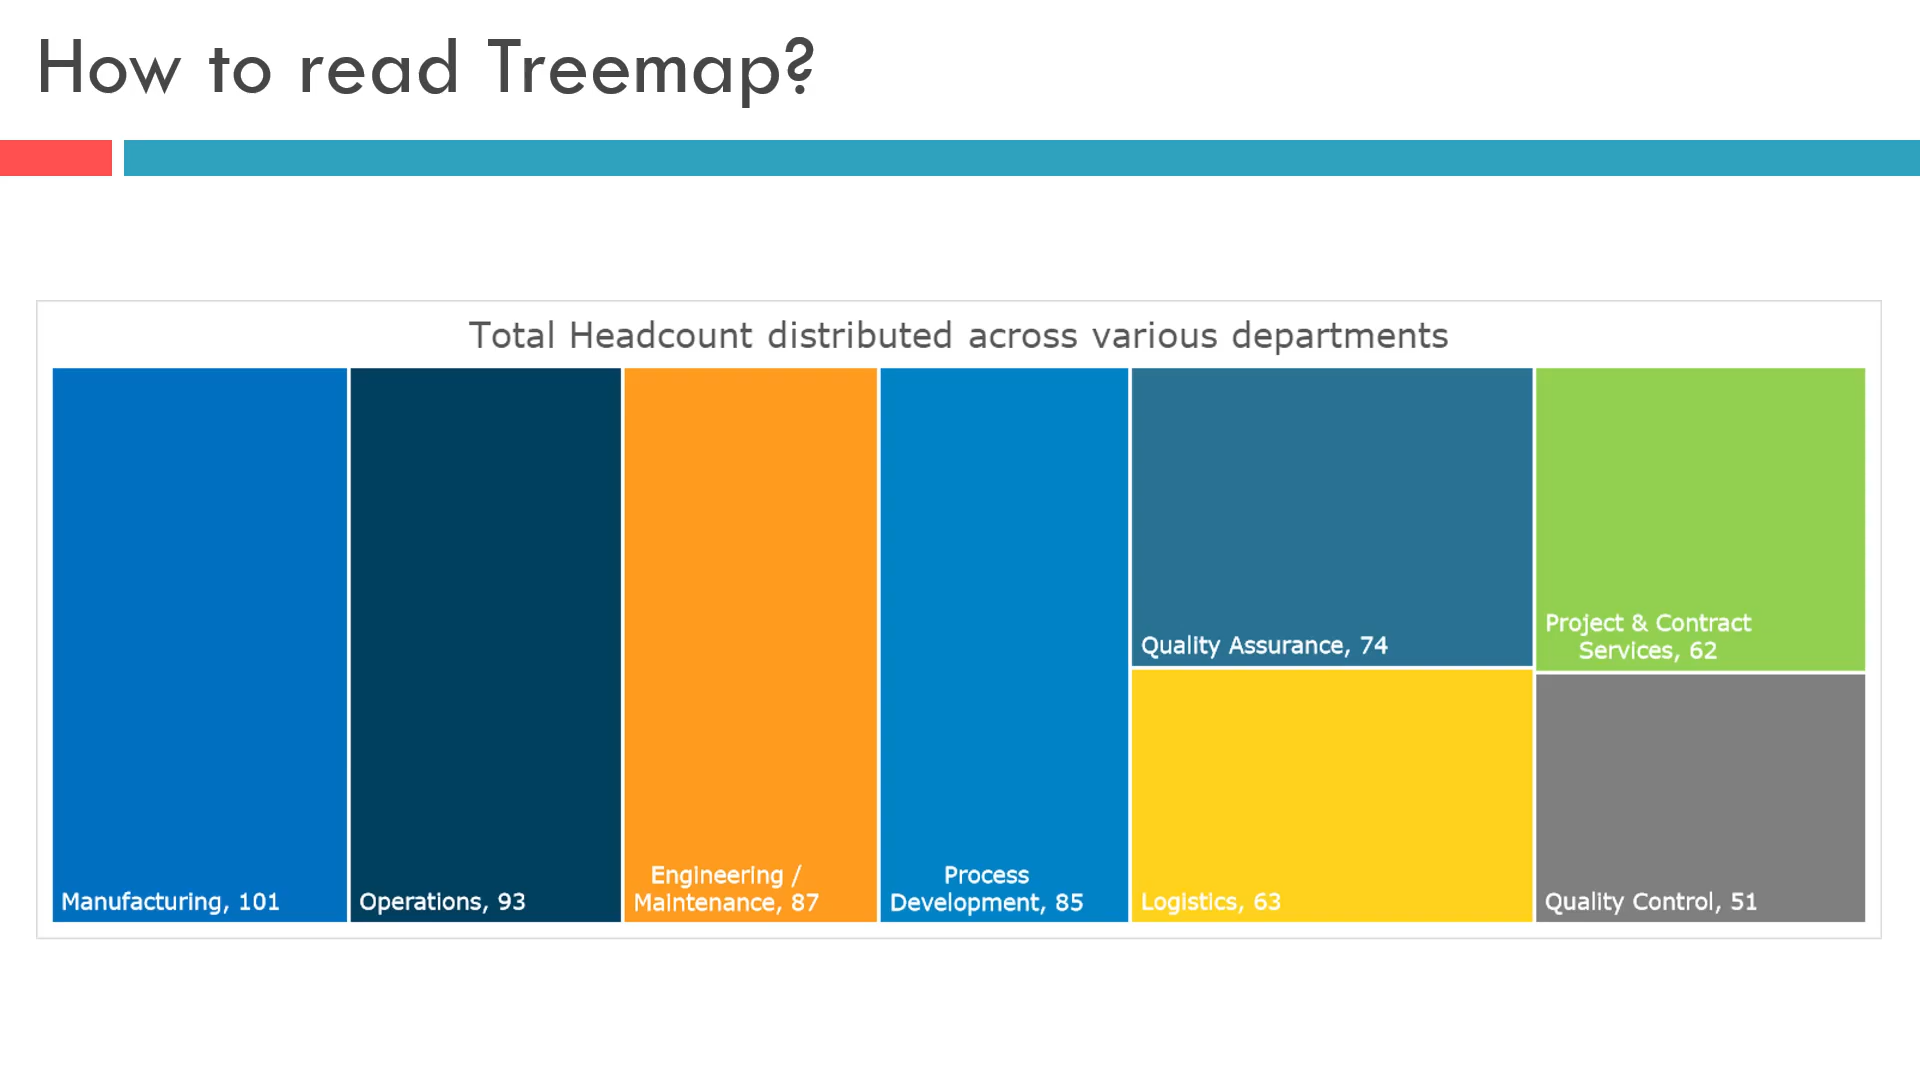 How to read Treemap?
Total Headcount distributed across various departments
Manufacturing, 101
Operations, 93
Engineering /
Maintenance, 87
Process
Development, 85
Quality Assurance, 74
Logistics, 63
Project & Contract
Services, 62
Quality Control, 51